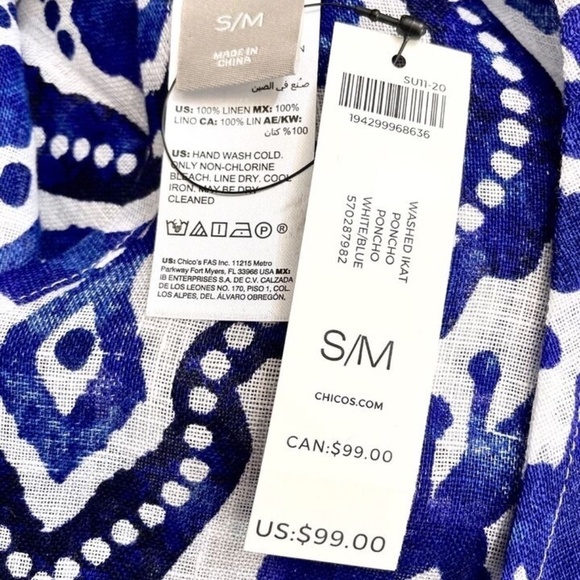 S/M
MADE IN
CHINA
N
صنع في الصين
US: 100% LINEN MX: 100%
LINO CA: 100% LIN AE/KW:
100% كتان
US: HAND WASH COLD.
ONLY NON-CHLORINE
BLEACH. LINE DRY. COOL
IRON. MAY BE DRY
CLEANED
P
US: Chico's FAS Inc. 11215 Metro
Parkway Fort Myers, FL 33966 USA MX:
IB ENTERPRISES S.A. DE C.V. CALZADA
DE LOS LEONES NO. 170, PISO 1, COL.
LOS ALPES, DEL. ÁLVARO OBREGÓN,
SU11-20
194299968636
WASHED IKAT
PONCHO
PONCHO
WHITE/BLUE
570287982
S/M
CHICOS.COM
CAN:$99.00
US:$99.00